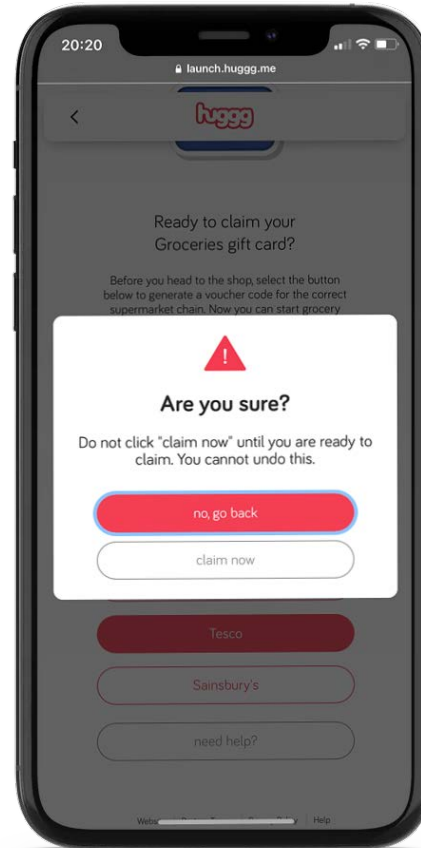 20:20
launch.huggg.me
huggg
Ready to claim your
Groceries gift card?
Before you head to the shop, select the button
below to generate a voucher code for the correct
supermarket chain. Now you can start grocery
Are you sure?
Do not click "claim now" until you are ready to
claim. You cannot undo this.
no, go back
claim now
Tesco
Sainsbury's
need help?
Help